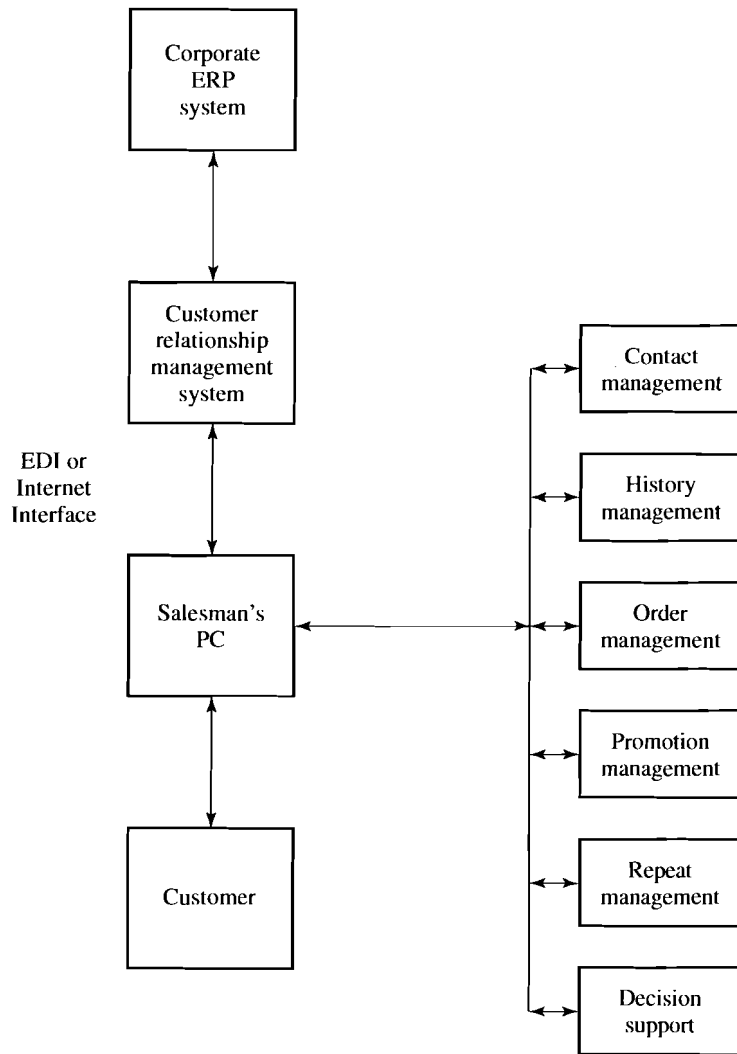 Corporate
ERP
system
Customer
relationship
management
system
EDI or
Internet
Interface
Salesman's
PC
Customer
Contact
management
History
management
Order
management
Promotion
management
Repeat
management
Decision
support